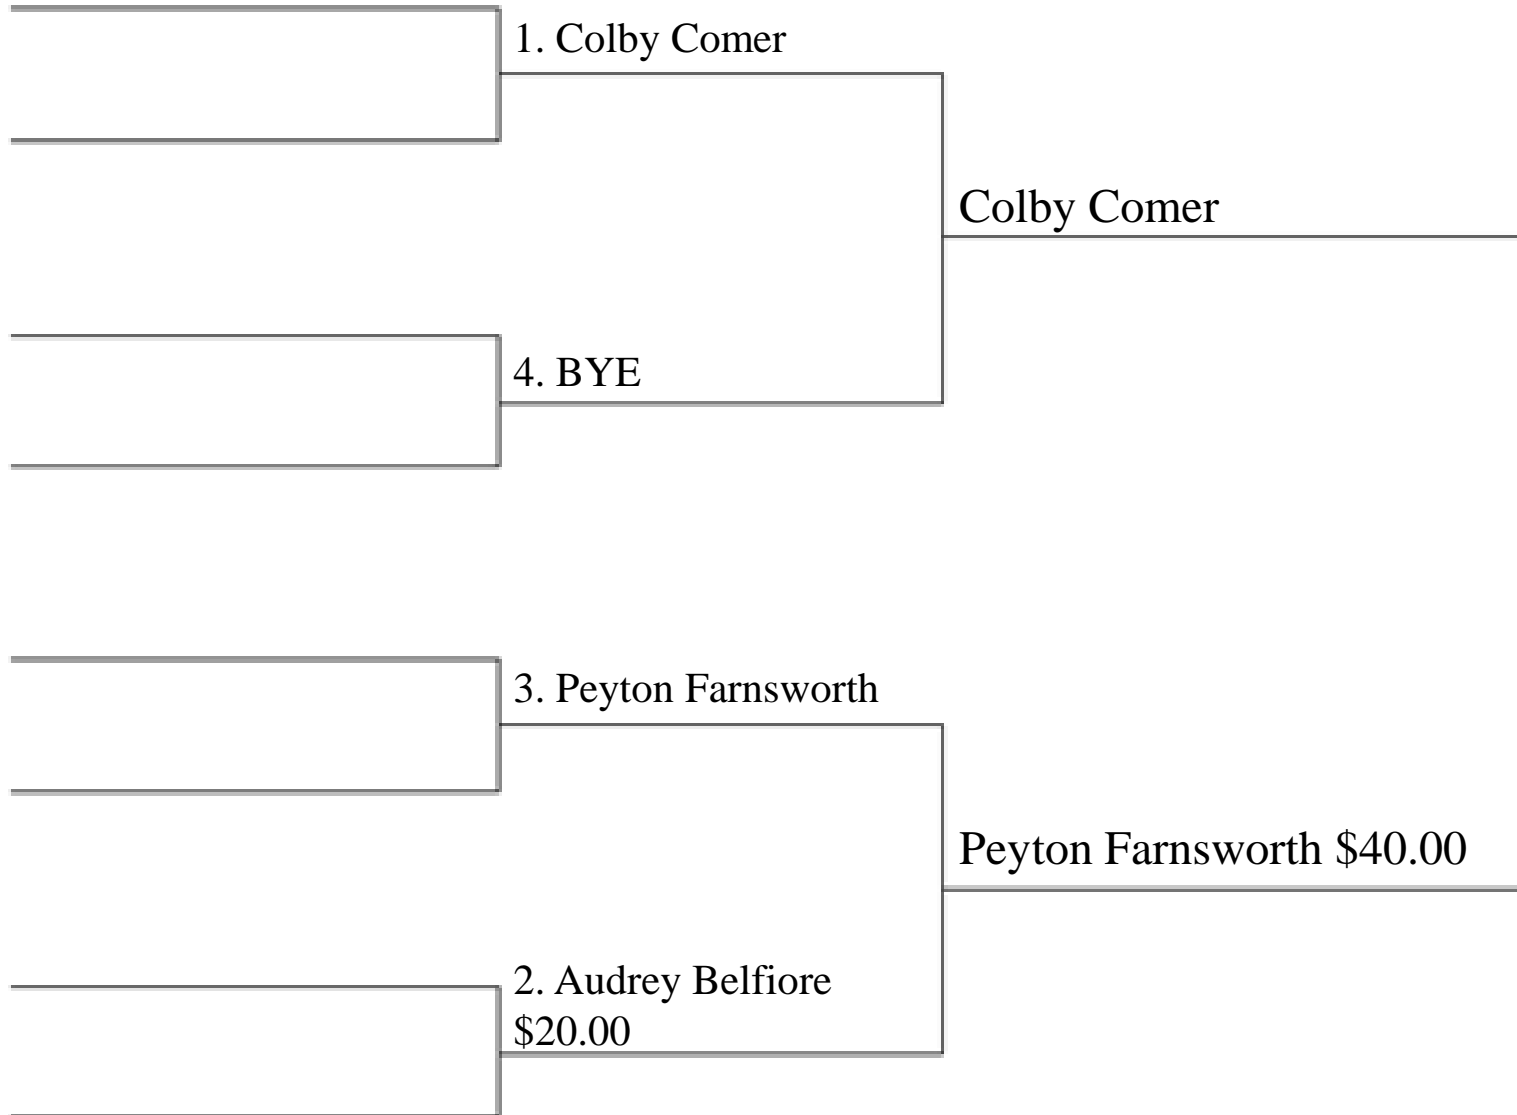 1. Colby Comer
Colby Comer
4. BYE
3. Peyton Farnsworth
Peyton Farnsworth $40.00
2. Audrey Belfiore
$20.00